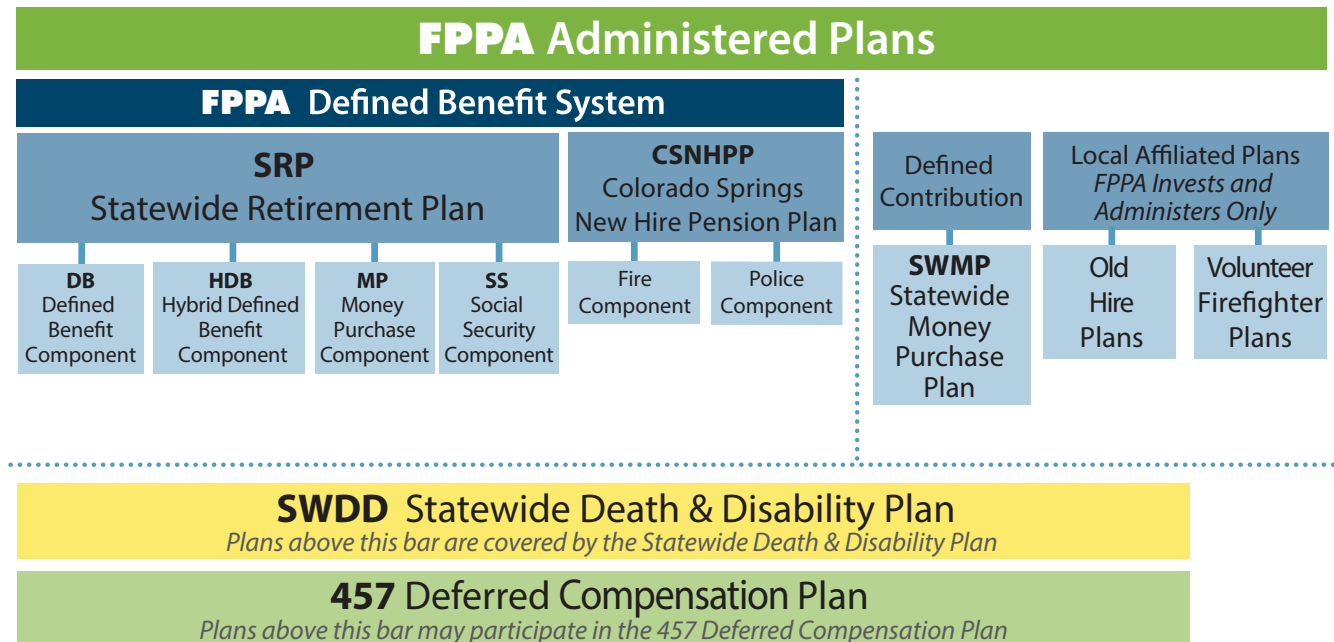 FPPA Administered Plans
FPPA Defined Benefit System
SRP
Statewide Retirement Plan
DB
Defined
Benefit
Component
HDB
Hybrid Defined
Benefit
Component
MP
Money
Purchase
Component
SS
Social
Security
Component
CSNHPP
Colorado Springs
New Hire Pension Plan
Fire
Component
Police
Component
Defined
Contribution
SWMP
Statewide
Money
Purchase
Plan
Local Affiliated Plans
FPPA Invests and
Administers Only
Old
Hire
Plans
Volunteer
Firefighter
Plans
SWDD Statewide Death & Disability Plan
Plans above this bar are covered by the Statewide Death & Disability Plan
457 Deferred Compensation Plan
Plans above this bar may participate in the 457 Deferred Compensation Plan